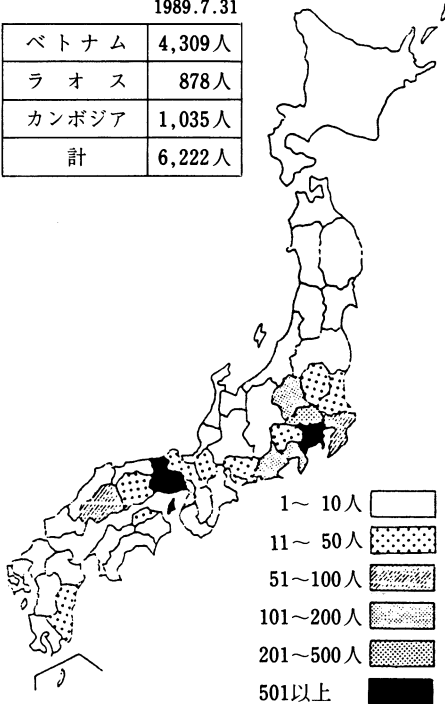 1989.7.31
ベトナム 4,309人
ラオス 878人
カンボジア 1,035人
計 6,222人
1～ 10人
11～ 50人
51～100人
101～200人
201～500人
501以上